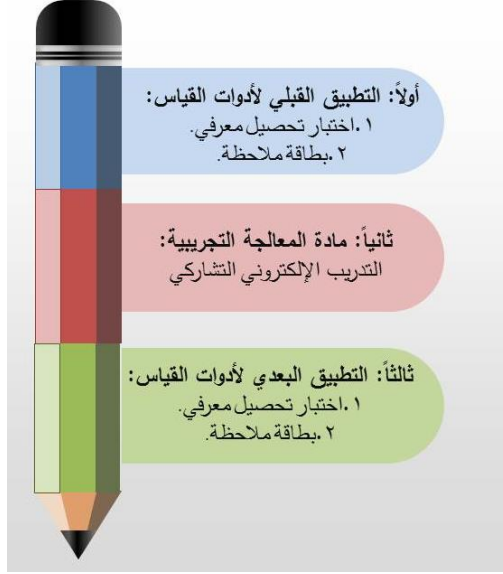 أولاً: التطبيق القبلي لأدوات القياس:
١.اختبار تحصيل معرفي.
٢.بطاقة ملاحظة.
ثانياً: مادة المعالجة التجريبية:
التدريب الإلكتروني التشاركي
ثالثاً: التطبيق البعدي لأدوات القياس:
١.اختبار تحصيل معرفي.
٢.بطاقة ملاحظة.